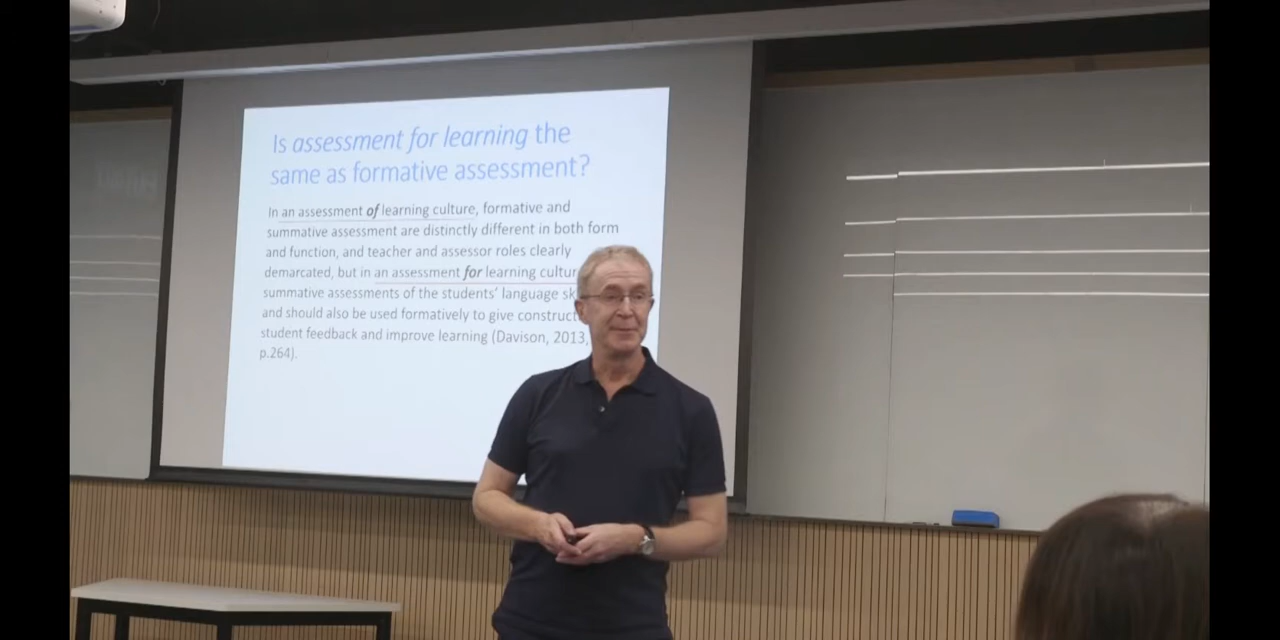 Is assessment for learning the
same as formative assessment?
In an assessment of learning culture, formative and
summative assessment are distinctly different in both form
and function, and teacher and assessor roles clearly
demarcated, but in an assessment for learning
summative assessments of the students' language
and should also be used formatively to give
student feedback and improve learning (Davison, 2013,
p.264).